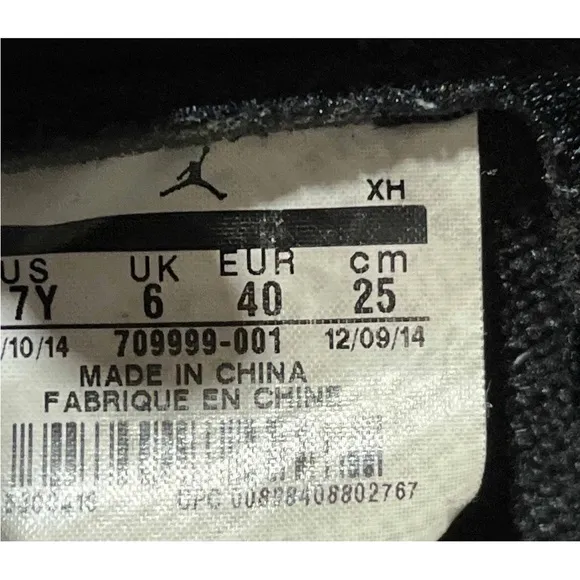 XH
US UK EUR cm
7Y 6 40 25
/10/14 709999-001 12/09/14
MADE IN CHINA
FABRIQUE EN CHINE